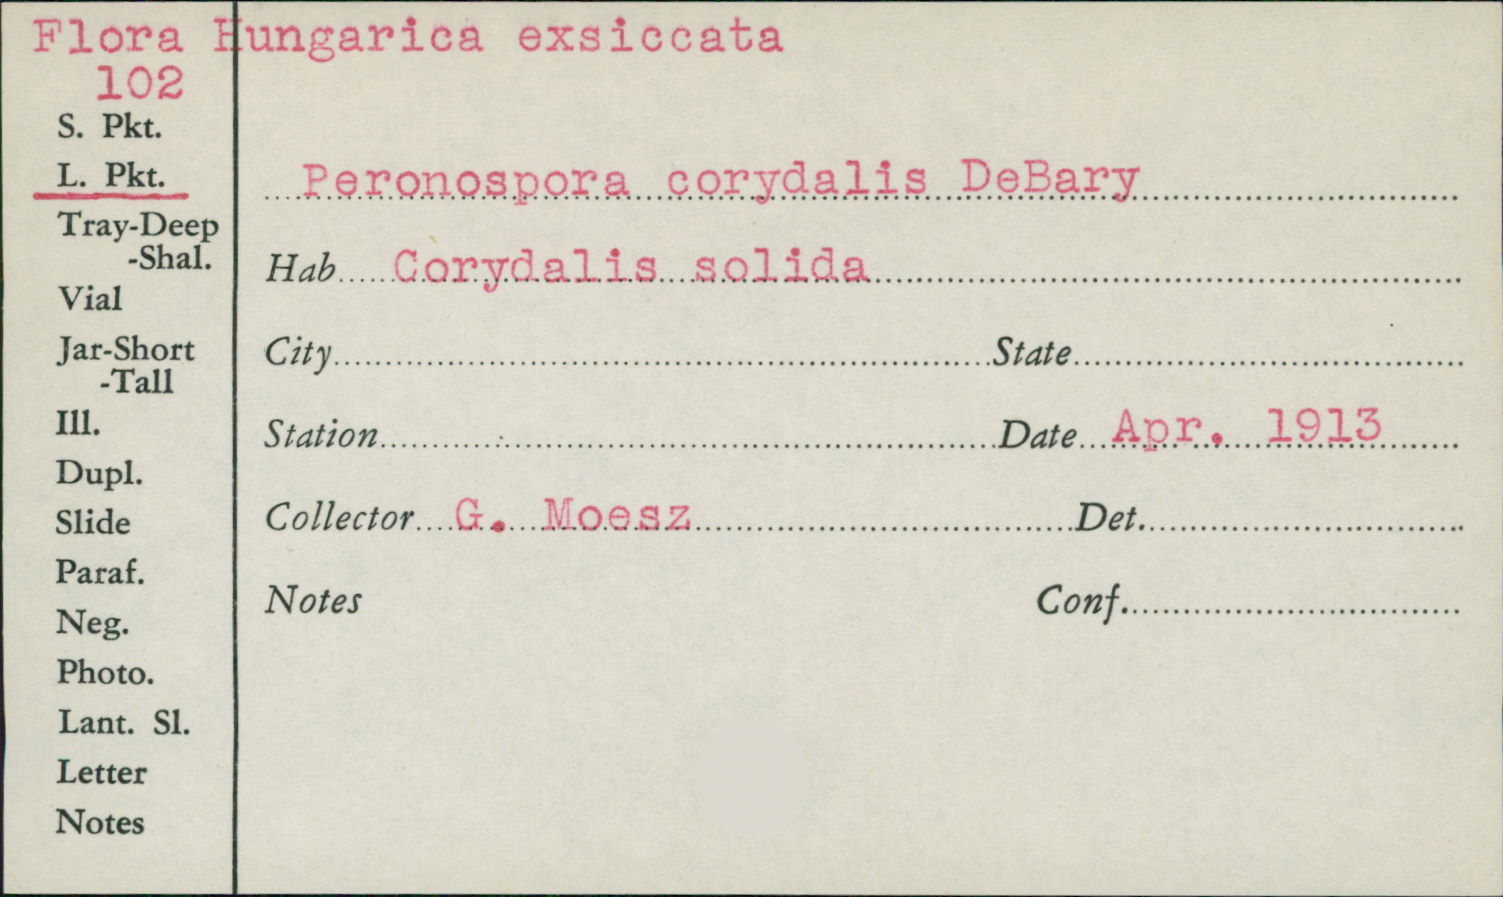 Flora Hungarica exsiccata
102
S. Pkt.
L. Pkt.
Tray-Deep
-Shal.
Vial
Jar-Short
-Tall
Ill.
Dupl.
Slide
Paraf.
Neg.
Photo.
Lant. Sl.
Letter
Notes
Peronospora corydalis DeBary
Hab Corydalis solida
City State
Station Date Apr. 1913
Collector G. Moesz Det.
Notes Conf.